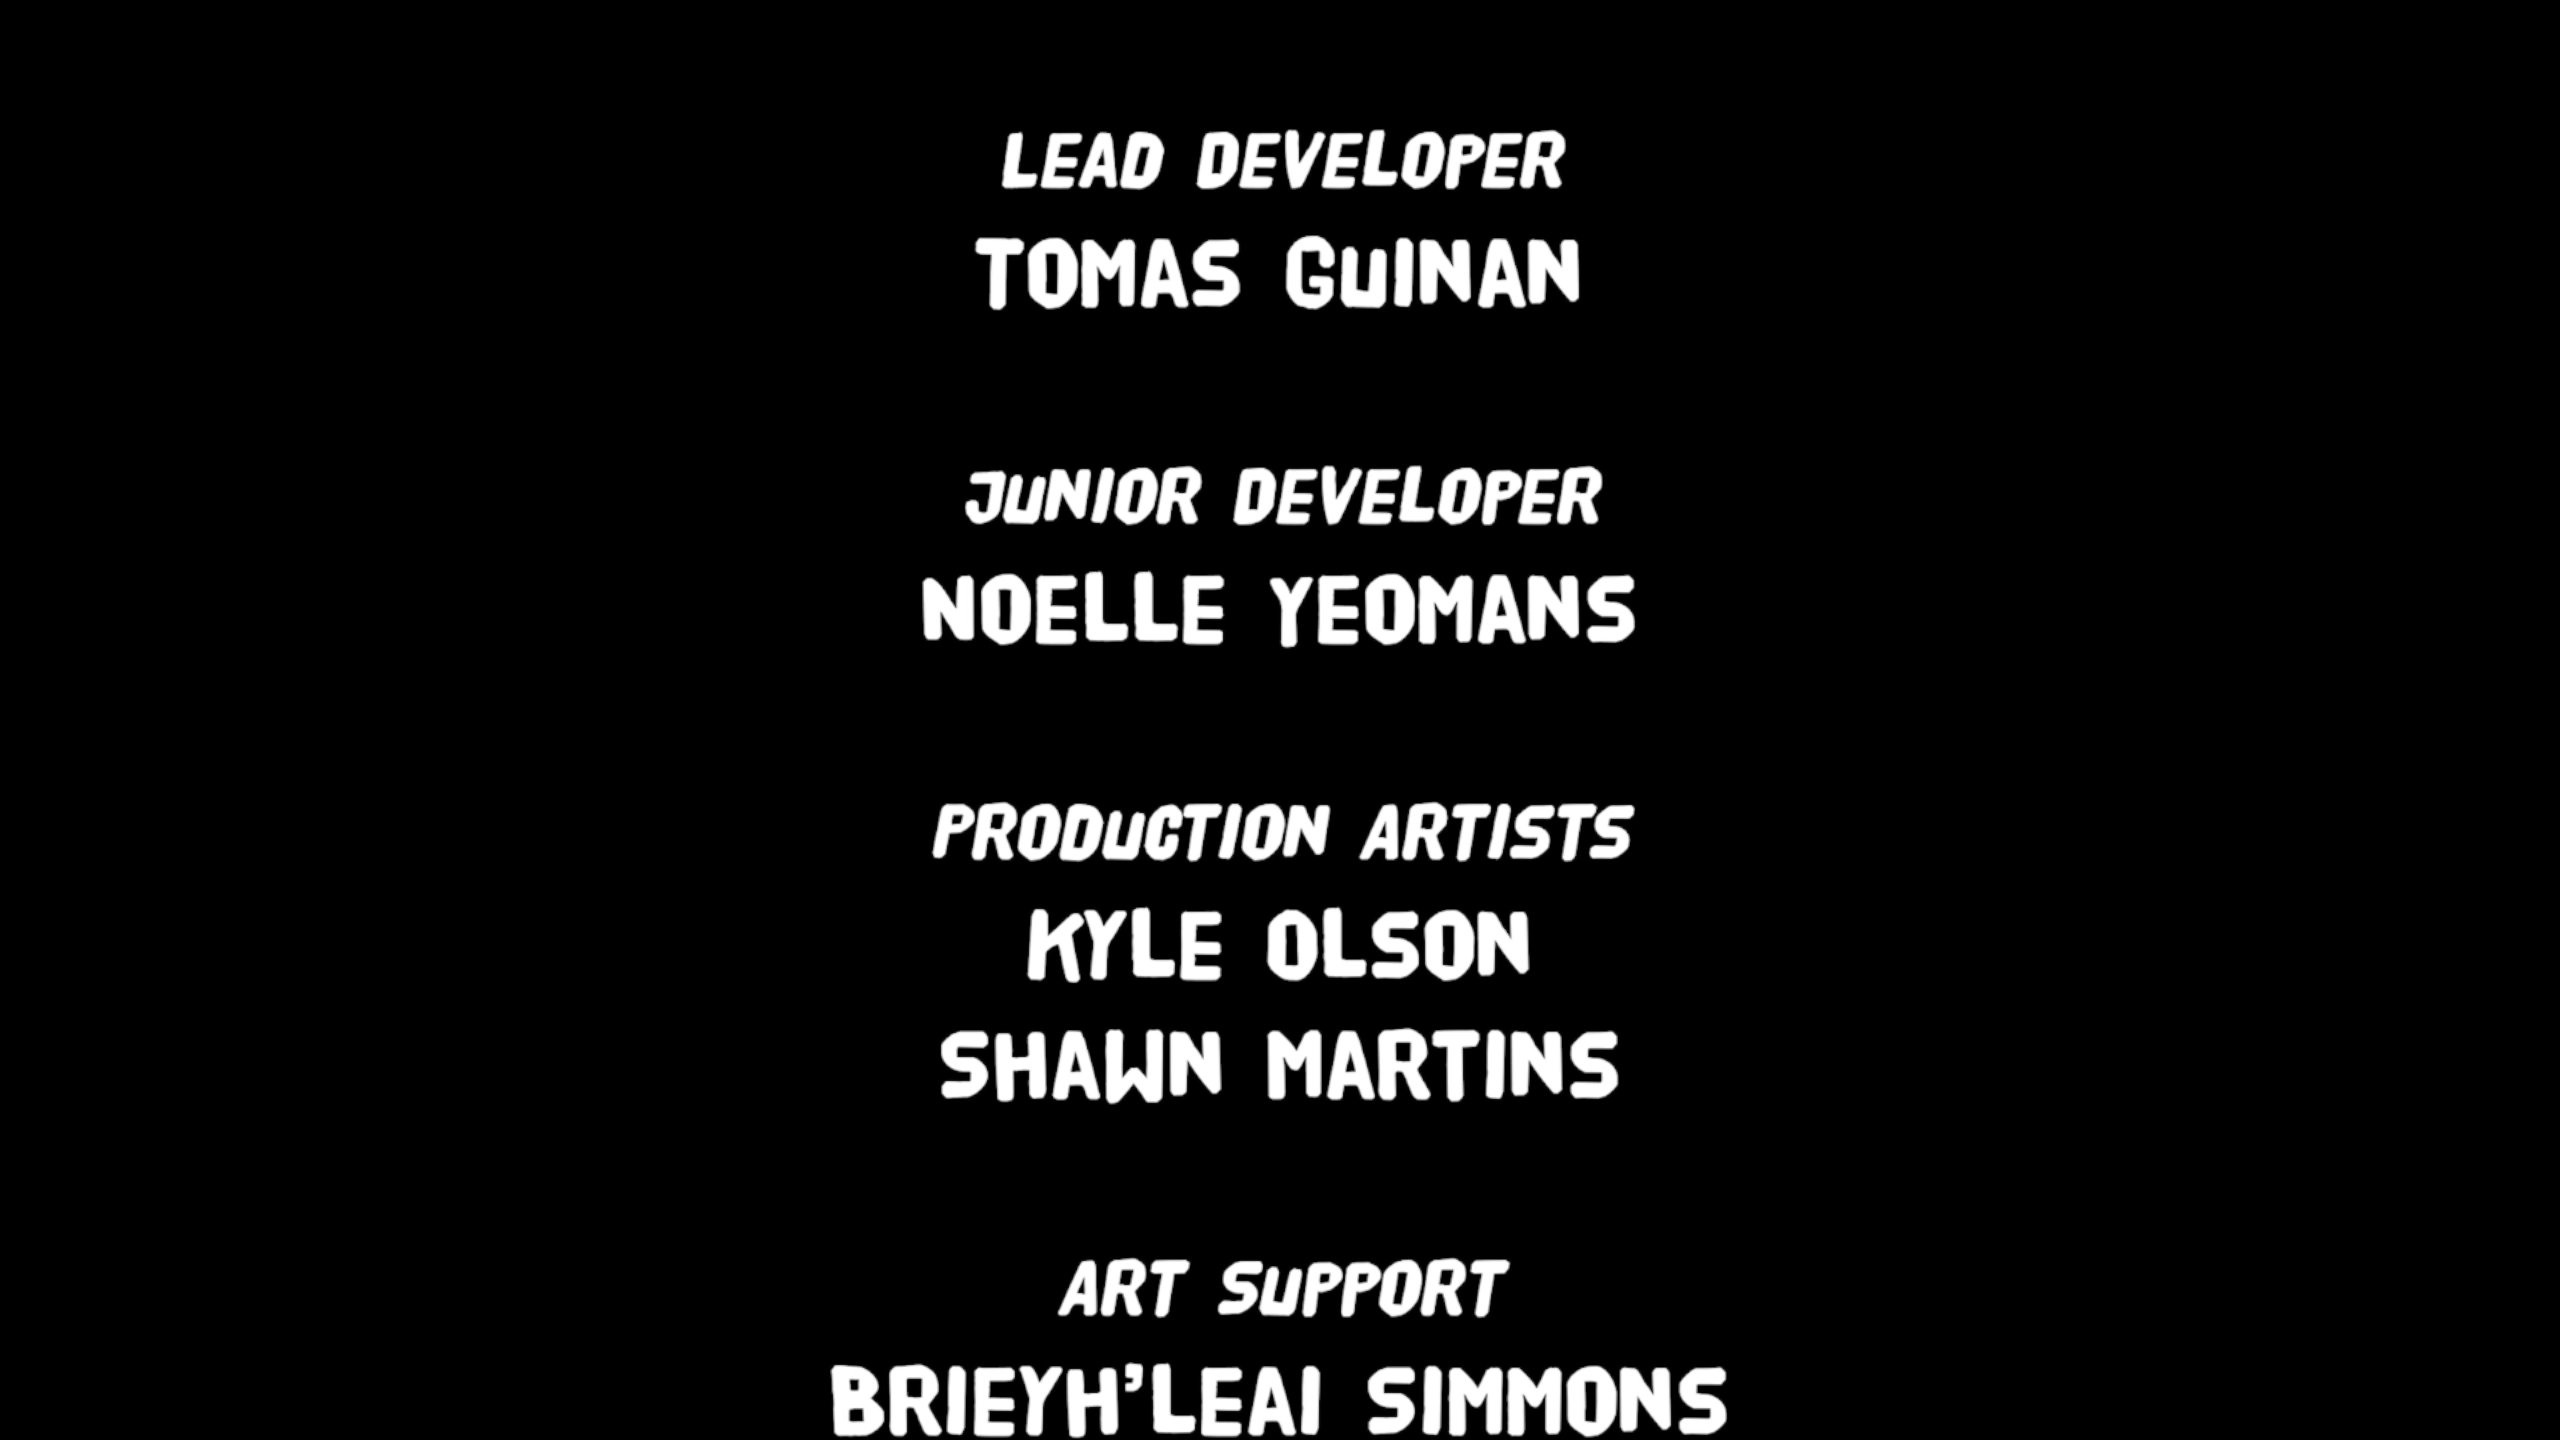 LEAD DEVELOPER
TOMAS GUINAN
JUNIOR DEVELOPER
NOELLE YEOMANS
PRODUCTION ARTISTS
KYLE OLSON
SHAWN MARTINS
ART SUPPORT
BRIEYH'LEAI SIMMONS